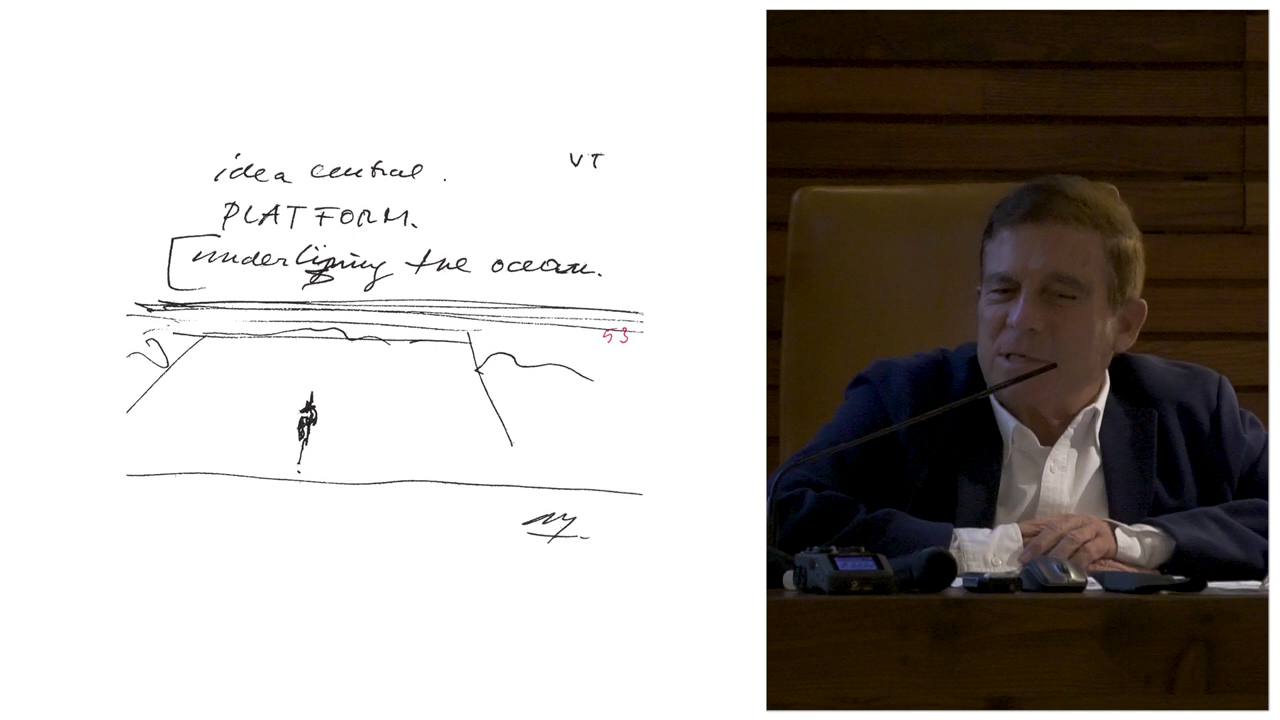 idea central. VT
PLATFORM.
underlining the ocean.
53